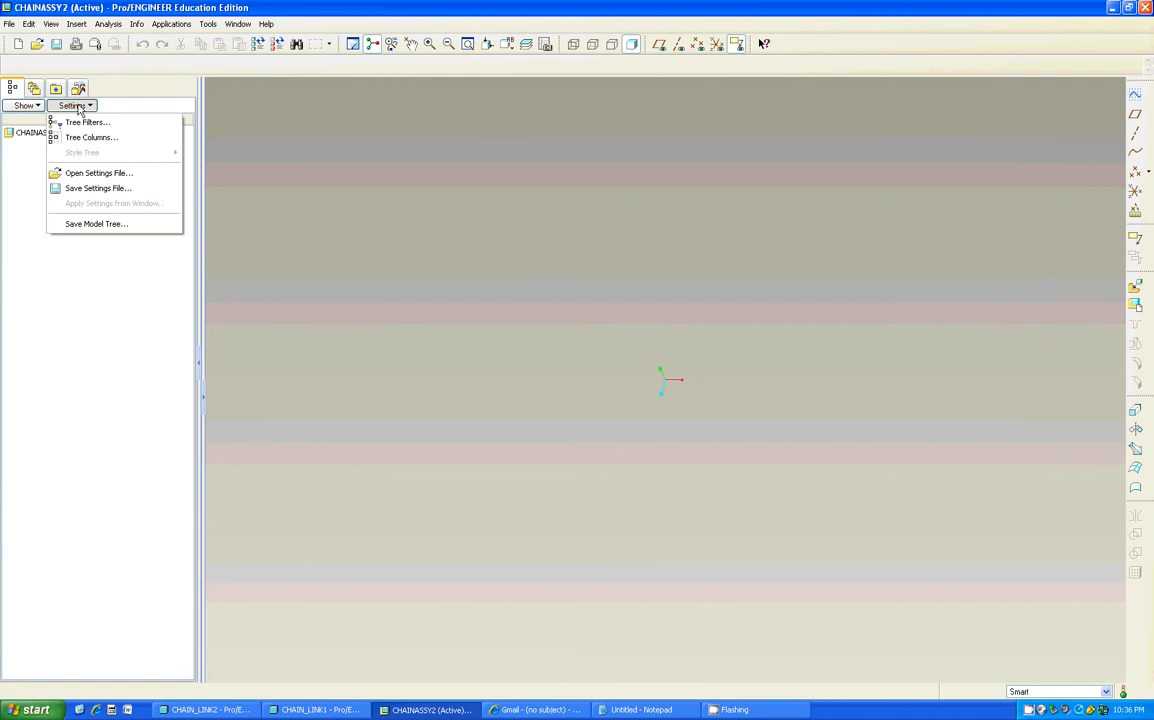 CHAINASSY2 (Active) - Pro/ENGINEER Education Edition
File Edit View Insert Analysis Info Applications Tools Window Help
Show Settings
CHAINAS
Tree Filters...
Tree Columns...
Style Tree
Open Settings File...
Save Settings File...
Apply Settings from Window...
Save Model Tree...
Smart
start CHAIN_LINK2 - Pro/E... CHAIN_LINK1 - Pro/E... CHAINASSY2 (Active)... Gmail - (no subject) - ... Untitled - Notepad Flashing 10:36 PM